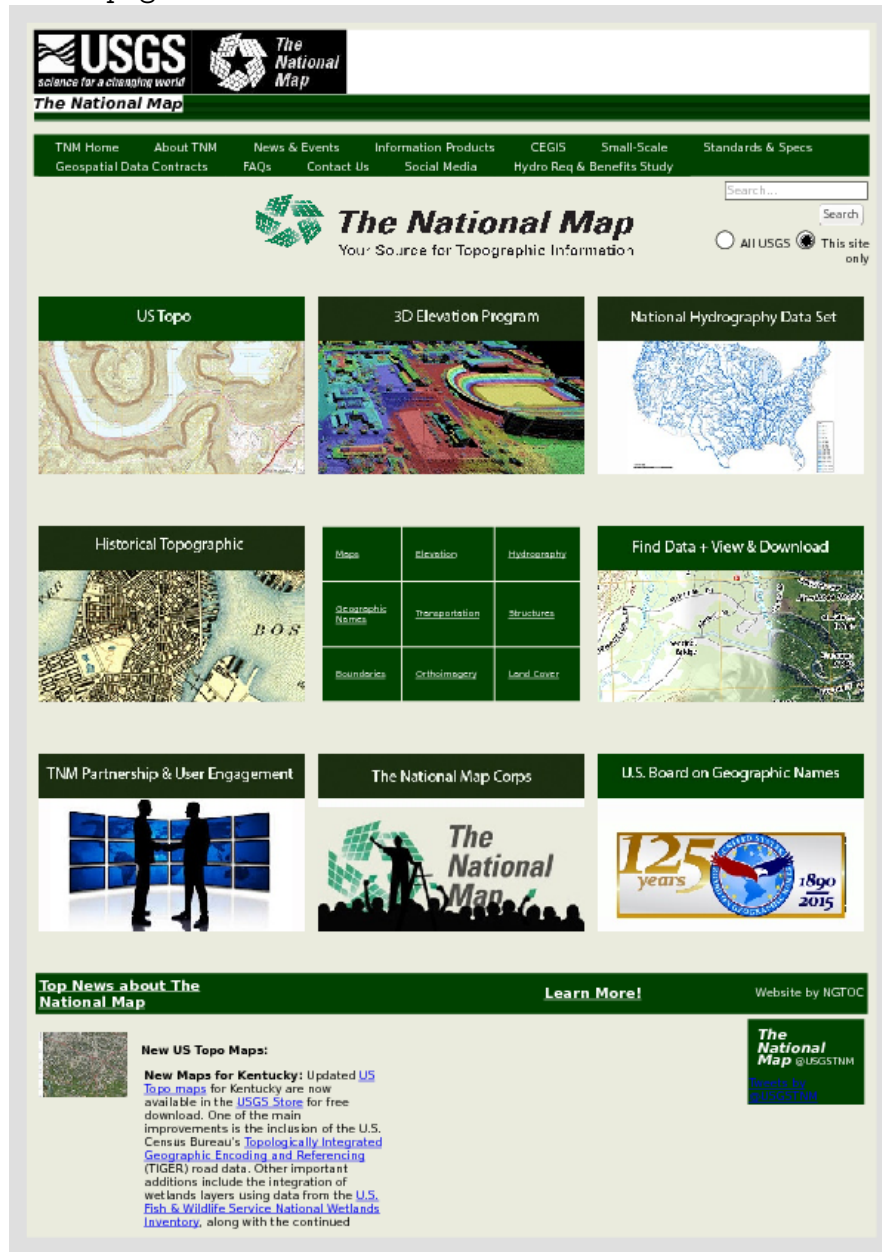 USGS
science for a changing world
The
National
Map
The National Map
TNM Home About TNM News & Events Information Products CEGIS Small-Scale Standards & Specs
Geospatial Data Contracts FAQs Contact Us Social Media Hydro Req & Benefits Study
Search...
Search
All USGS This site only
The National Map
Your Source for Topographic Information
US Topo
3D Elevation Program
National Hydrography Data Set
Historical Topographic
BOS
Maps Elevation Hydrography
Geographic Names Transportation Structures
Boundaries Orthoimagery Land Cover
Find Data + View & Download
TNM Partnership & User Engagement
The National Map Corps
The
National
Map
U.S. Board on Geographic Names
125
years
1890
2015
Top News about The
National Map
Learn More!
Website by NGTOC
New US Topo Maps:
New Maps for Kentucky: Updated US
Topo maps for Kentucky are now
available in the USGS Store for free
download. One of the main
improvements is the inclusion of the U.S.
Census Bureau's Topologically Integrated
Geographic Encoding and Referencing
(TIGER) road data. Other important
additions include the integration of
wetlands layers using data from the U.S.
Fish & Wildlife Service National Wetlands
Inventory, along with the continued
The
National
Map @USGSTNM
Tweets by
@USGSTNM